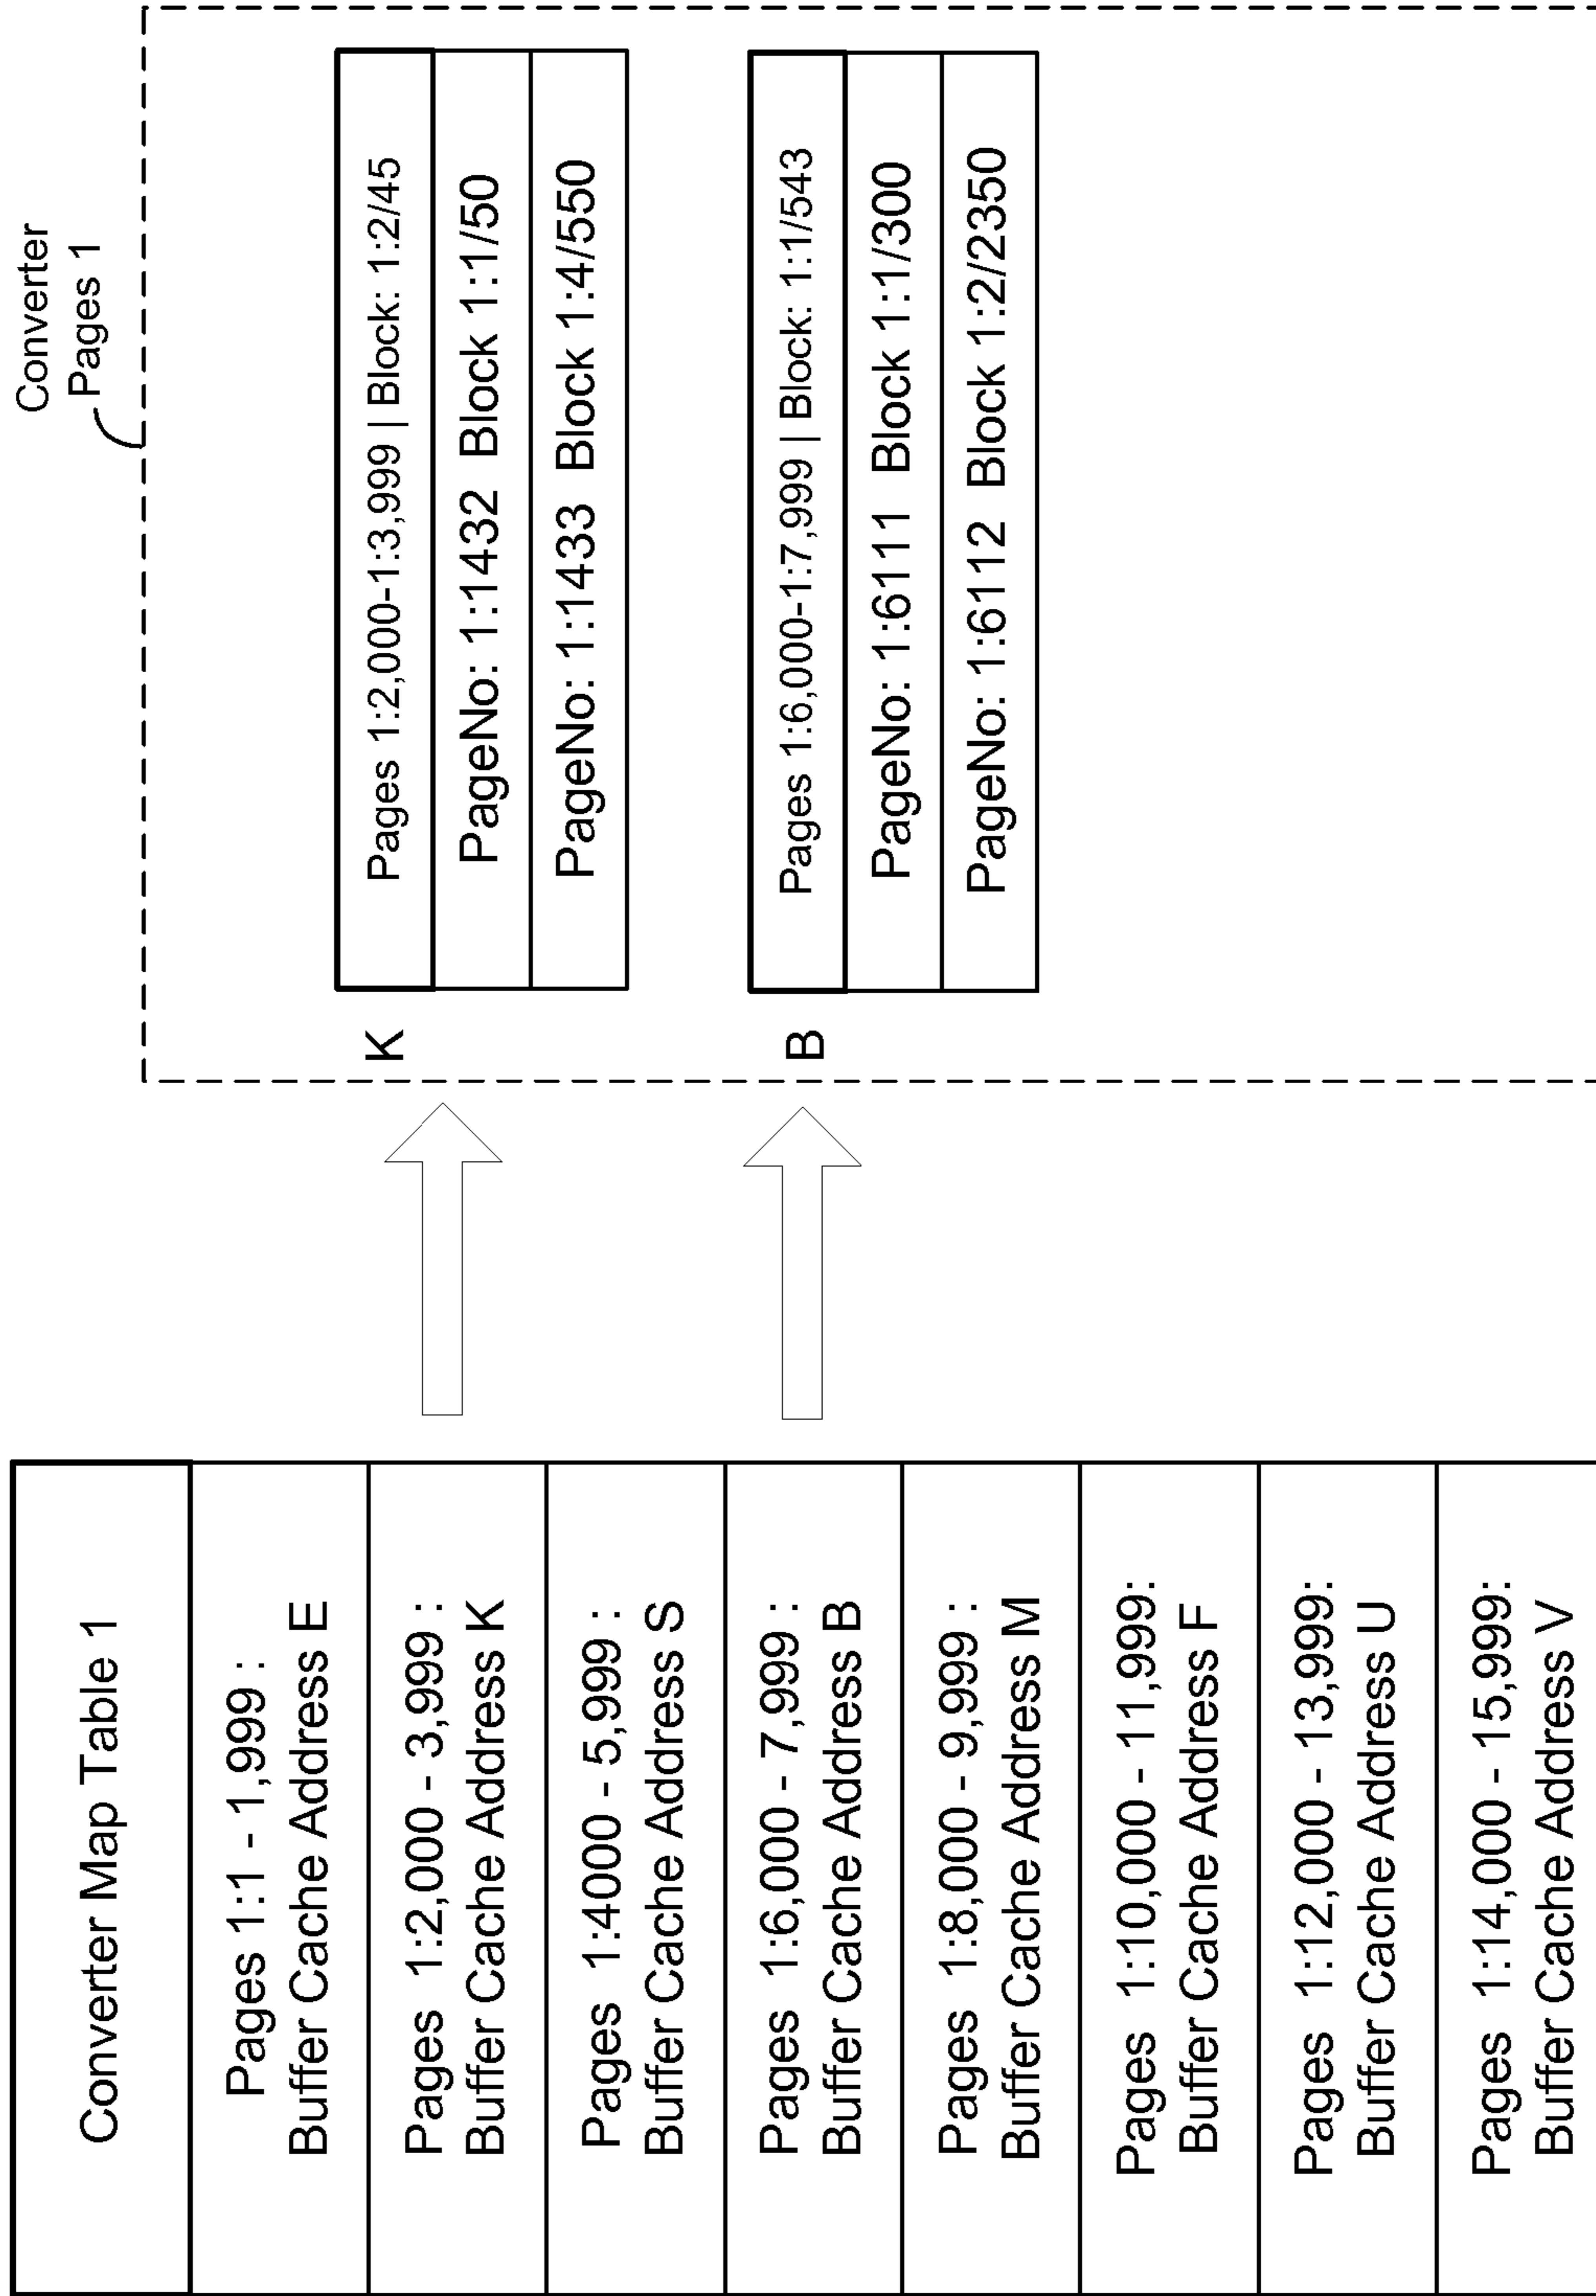 Converter Map Table 1
Pages 1:1 - 1,999 :
Buffer Cache Address E
Pages 1:2,000 - 3,999 :
Buffer Cache Address K
Pages 1:4000 - 5,999 :
Buffer Cache Address S
Pages 1:6,000 - 7,999 :
Buffer Cache Address B
Pages 1:8,000 - 9,999 :
Buffer Cache Address M
Pages 1:10,000 - 11,999:
Buffer Cache Address F
Pages 1:12,000 - 13,999:
Buffer Cache Address U
Pages 1:14,000 - 15,999:
Buffer Cache Address V
Converter
Pages 1
K
Pages 1:2,000-1:3,999 | Block: 1:2/45
PageNo: 1:1432 Block 1:1/50
PageNo: 1:1433 Block 1:4/550
B
Pages 1:6,000-1:7,999 | Block: 1:1/543
PageNo: 1:6111 Block 1:1/300
PageNo: 1:6112 Block 1:2/2350